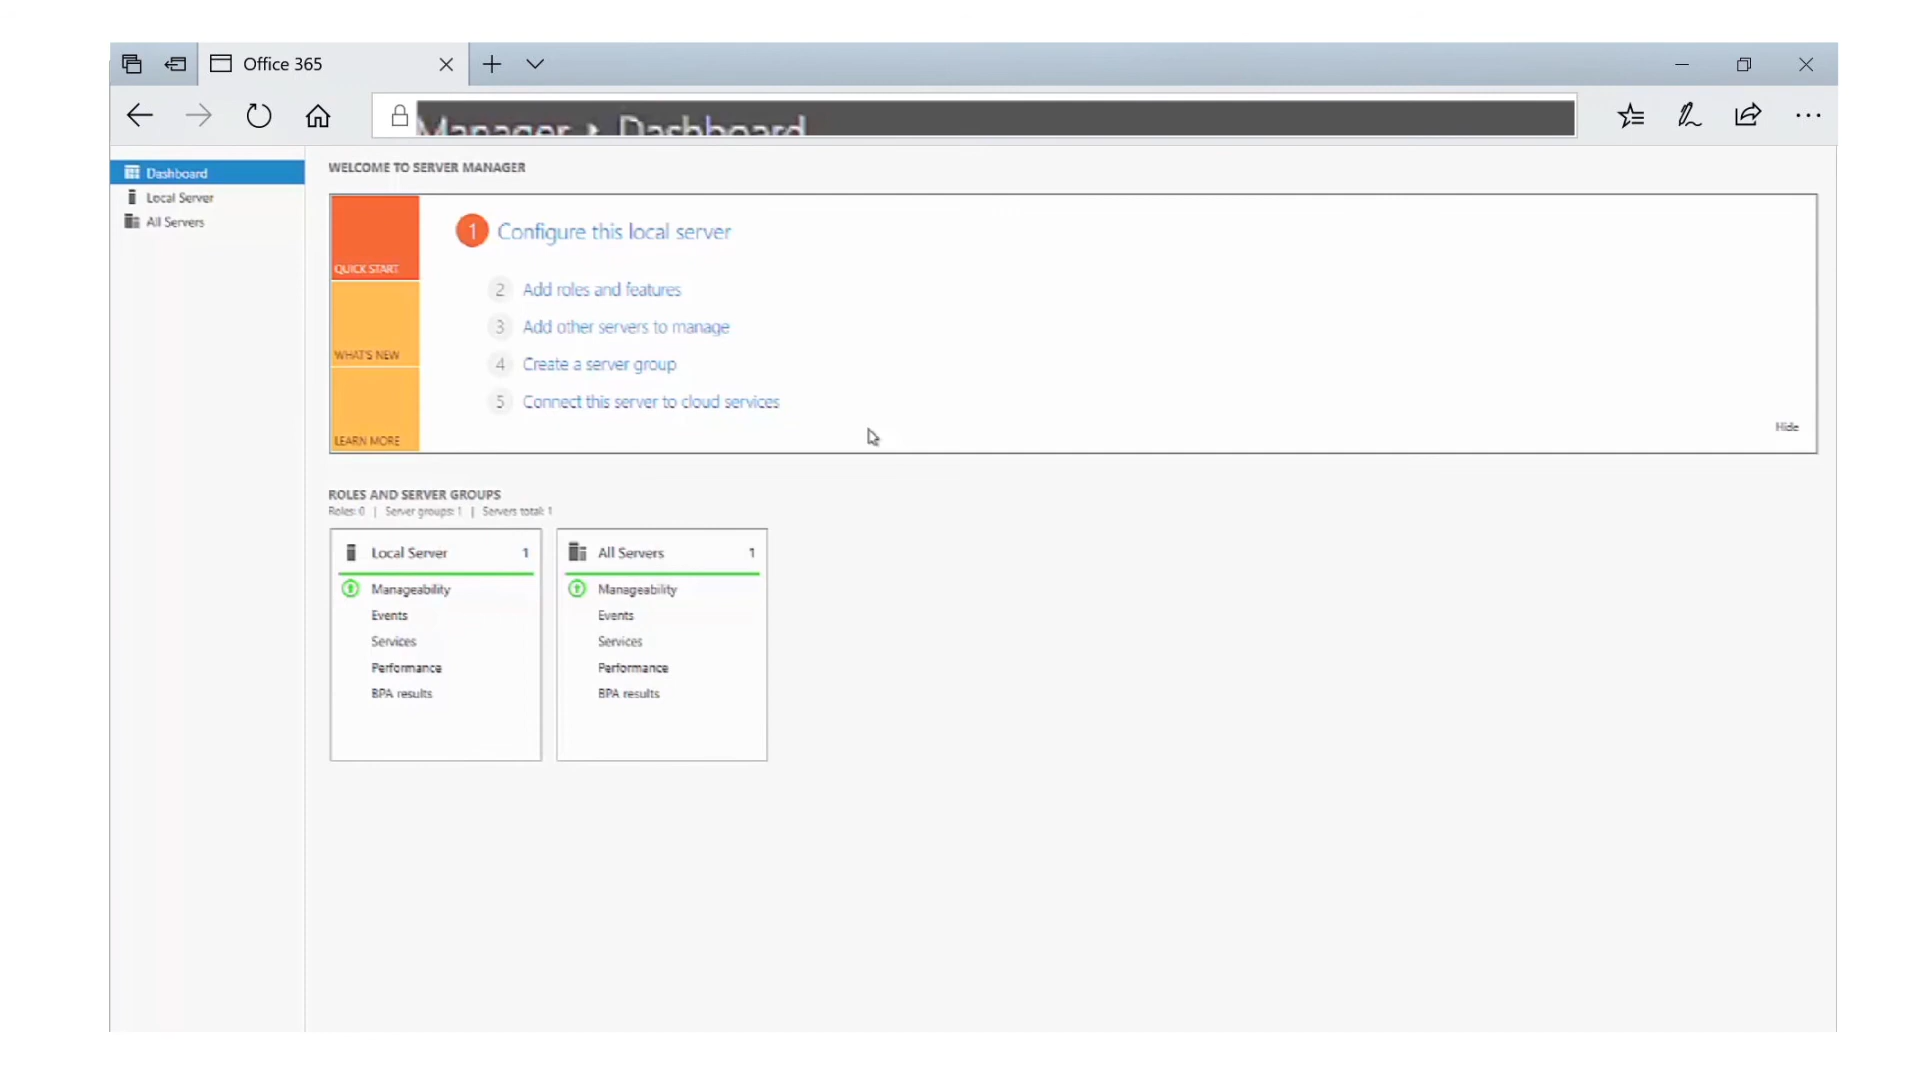 Office 365
Manager ▸ Dashboard
Dashboard
Local Server
All Servers
WELCOME TO SERVER MANAGER
QUICK START
WHAT'S NEW
LEARN MORE
1 Configure this local server
2 Add roles and features
3 Add other servers to manage
4 Create a server group
5 Connect this server to cloud services
Hide
ROLES AND SERVER GROUPS
Roles: 0 | Server groups: 1 | Servers total: 1
Local Server 1
Manageability
Events
Services
Performance
BPA results
All Servers 1
Manageability
Events
Services
Performance
BPA results